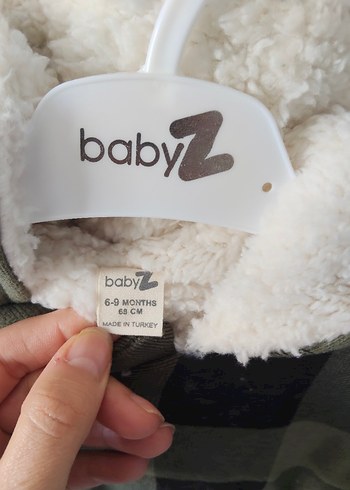 babyZ
babyZ
6-9 MONTHS
68 CM
MADE IN TURKEY